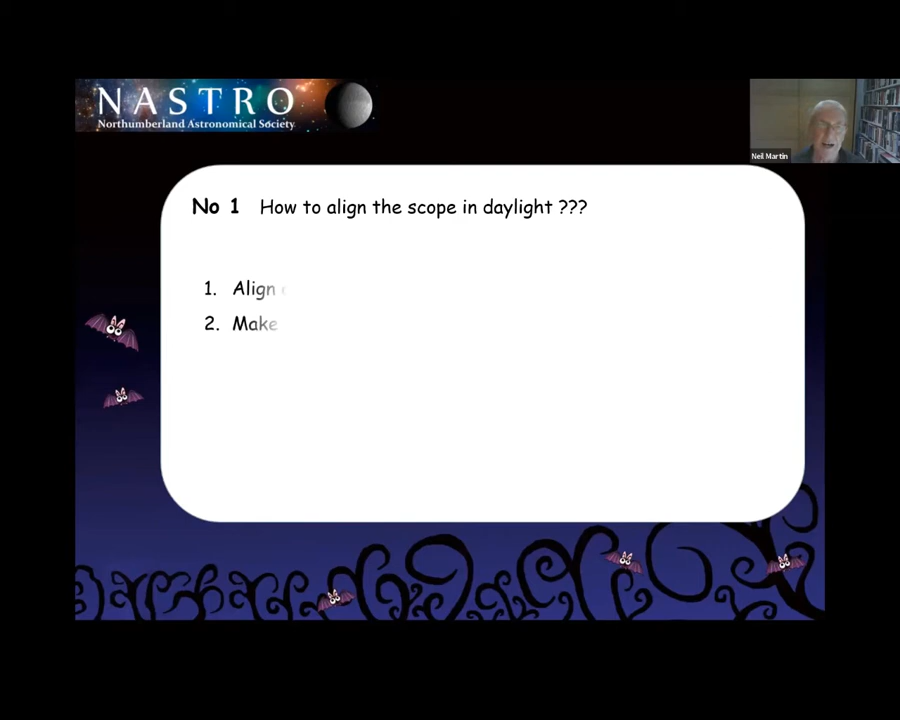 NASTRO
Northumberland Astronomical Society
Neil Martin
No 1 How to align the scope in daylight ???
1. Align
2. Make